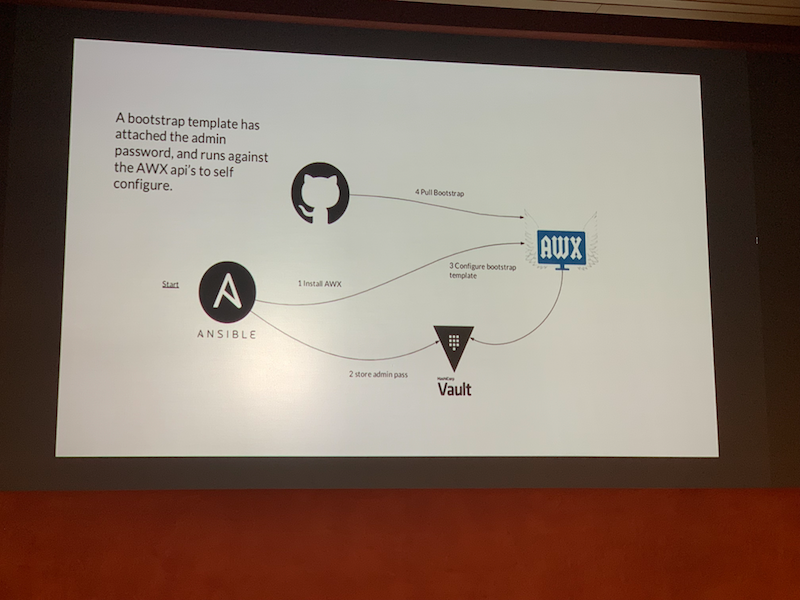 A bootstrap template has
attached the admin
password, and runs against
the AWX api's to self
configure.
4 Pull Bootstrap
AWX
3 Configure bootstrap
template
Start
1 Install AWX
ANSIBLE
2 store admin pass
HashiCorp
Vault